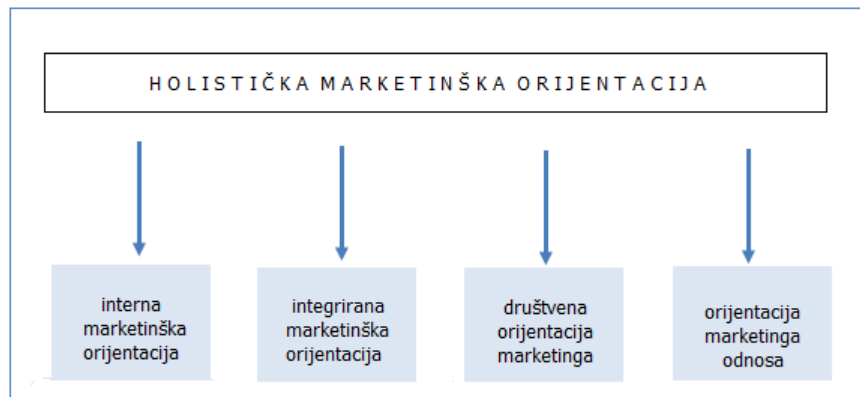 HOLISTIČKA MARKETINŠKA ORIJENTACIJA
interna
marketinška
orijentacija
integrirana
marketinška
orijentacija
društvena
orijentacija
marketinga
orijentacija
marketinga
odnosa